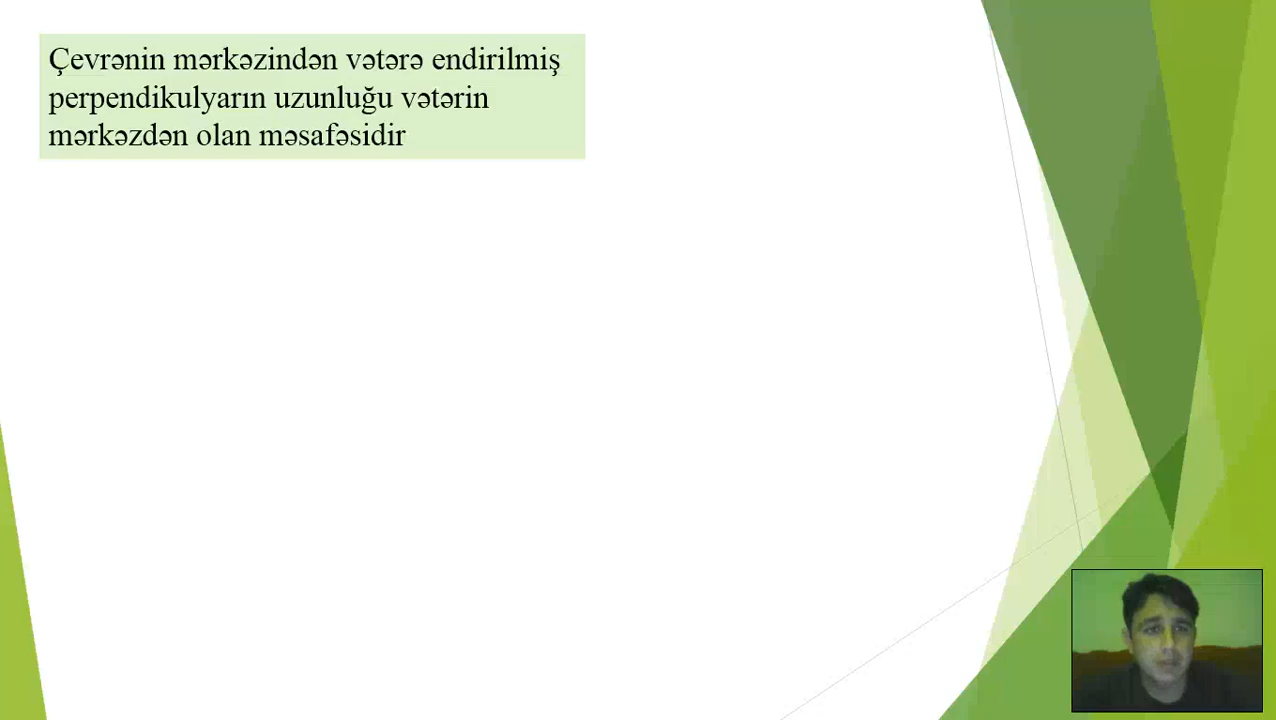 Çevrənin mərkəzindən vətərə endirilmiş
perpendikulyarın uzunluğu vətərin
mərkəzdən olan məsafəsidir